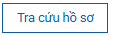 Tra cứu hồ sơ